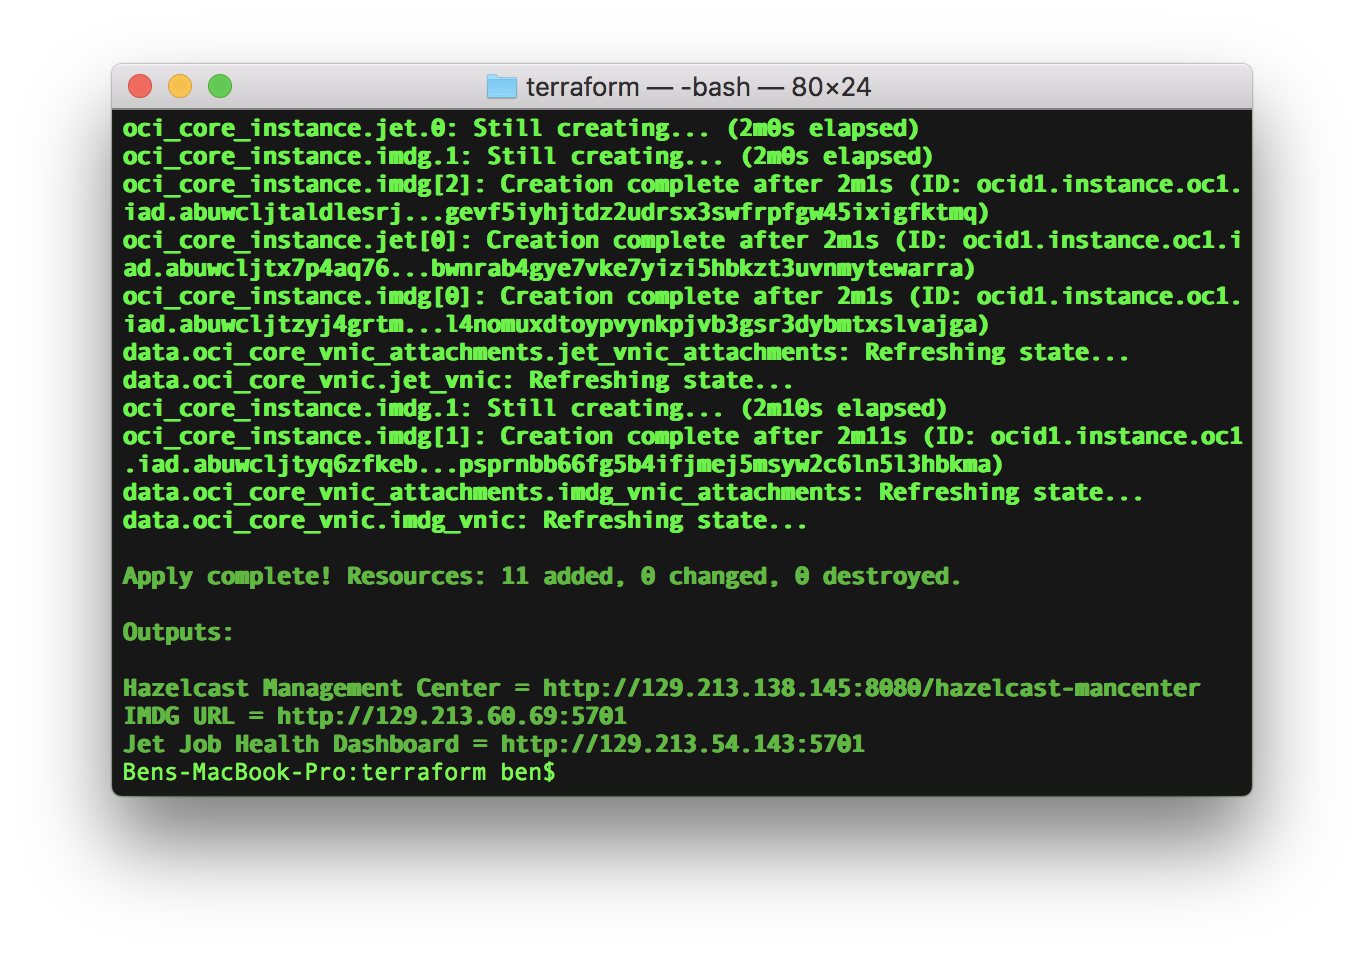 terraform — -bash — 80×24
oci_core_instance.jet.0: Still creating... (2m0s elapsed)
oci_core_instance.imdg.1: Still creating... (2m0s elapsed)
oci_core_instance.imdg[2]: Creation complete after 2m1s (ID: ocid1.instance.oc1.
iad.abuwcljtaldlesrj...gevf5iyhjtdz2udrsx3swfrpfgw45ixigfktmq)
oci_core_instance.jet[0]: Creation complete after 2m1s (ID: ocid1.instance.oc1.i
ad.abuwcljtx7p4aq76...bwnrab4gye7vke7yizi5hbkzt3uvnmytewarra)
oci_core_instance.imdg[0]: Creation complete after 2m1s (ID: ocid1.instance.oc1.
iad.abuwcljtzyj4grtm...l4nomuxdtoypvynkpjvb3gsr3dybmtxslvajga)
data.oci_core_vnic_attachments.jet_vnic_attachments: Refreshing state...
data.oci_core_vnic.jet_vnic: Refreshing state...
oci_core_instance.imdg.1: Still creating... (2m10s elapsed)
oci_core_instance.imdg[1]: Creation complete after 2m11s (ID: ocid1.instance.oc1
.iad.abuwcljtyq6zfkeb...psprnbb66fg5b4ifjmej5msyw2c6ln5l3hbkma)
data.oci_core_vnic_attachments.imdg_vnic_attachments: Refreshing state...
data.oci_core_vnic.imdg_vnic: Refreshing state...
Apply complete! Resources: 11 added, 0 changed, 0 destroyed.
Outputs:
Hazelcast Management Center = http://129.213.138.145:8080/hazelcast-mancenter
IMDG URL = http://129.213.60.69:5701
Jet Job Health Dashboard = http://129.213.54.143:5701
Bens-MacBook-Pro:terraform ben$